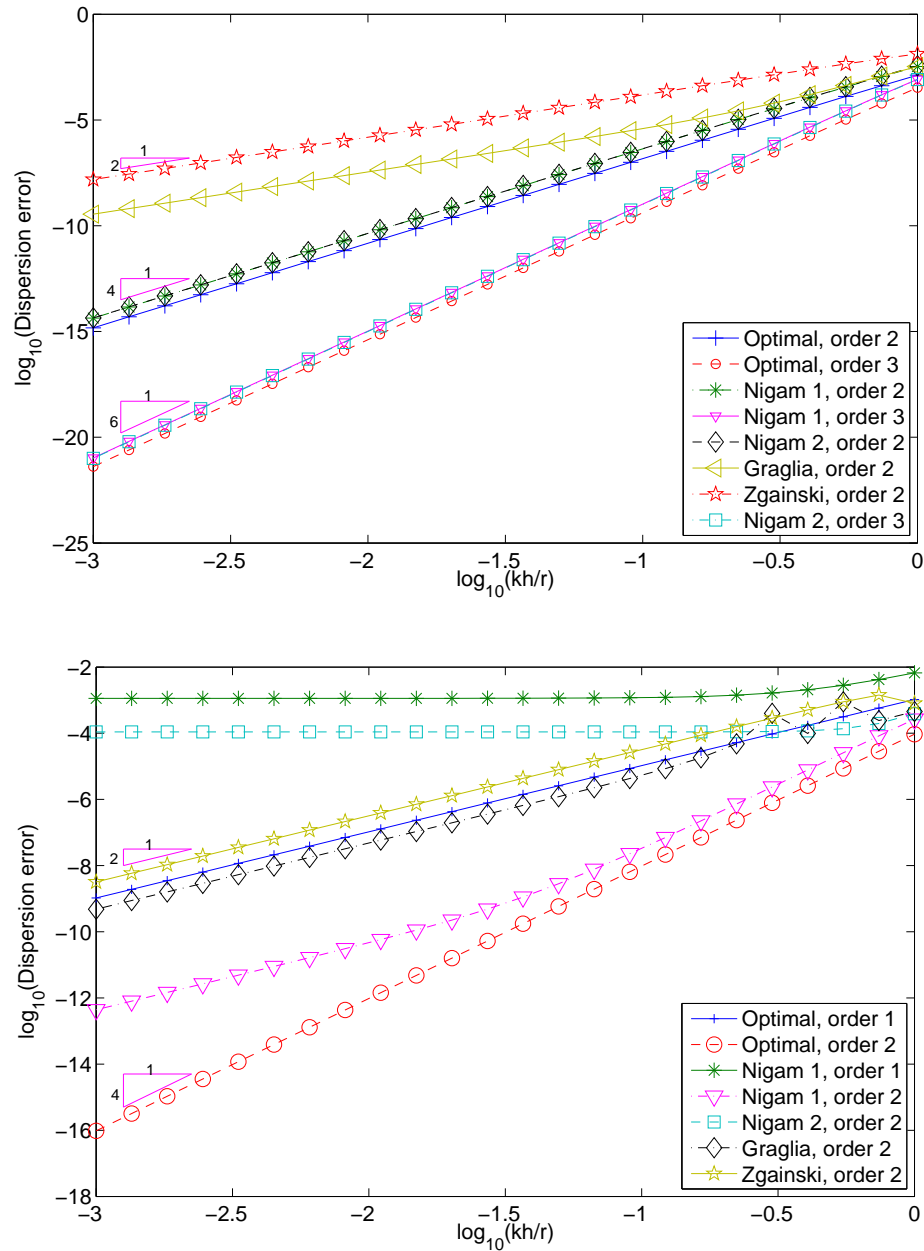 0
−5
−10
−15
−20
−25
log10(Dispersion error)
1
2
1
4
1
6
Optimal, order 2
Optimal, order 3
Nigam 1, order 2
Nigam 1, order 3
Nigam 2, order 2
Graglia, order 2
Zgainski, order 2
Nigam 2, order 3
−3
−2.5
−2
−1.5
−1
−0.5
0
log10(kh/r)
−2
−4
−6
−8
−10
−12
−14
−16
−18
log10(Dispersion error)
1
2
1
4
Optimal, order 1
Optimal, order 2
Nigam 1, order 1
Nigam 1, order 2
Nigam 2, order 2
Graglia, order 2
Zgainski, order 2
−3
−2.5
−2
−1.5
−1
−0.5
0
log10(kh/r)